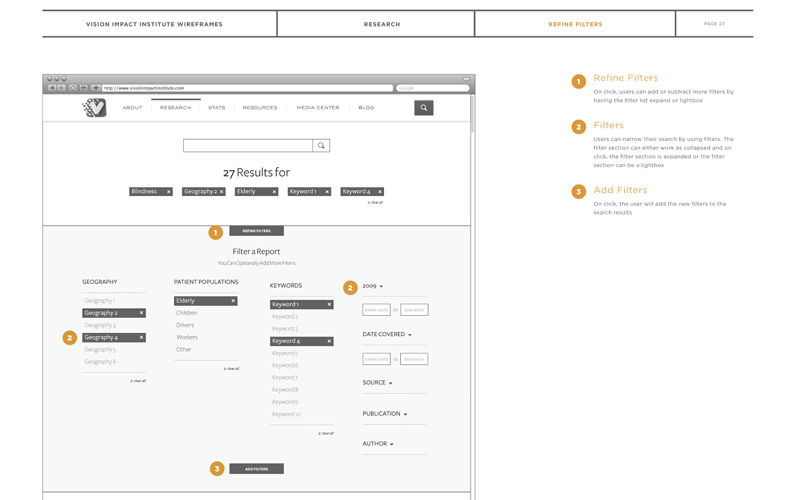 VISION IMPACT INSTITUTE WIREFRAMES
RESEARCH
REFINE FILTERS
PAGE 23
http://www.visionimpactinstitute.com
Google
V
ABOUT
RESEARCH
STATS
RESOURCES
MEDIA CENTER
BLOG
27 Results for
Blindness ×
Geography 2 ×
Elderly ×
Keyword 1 ×
Keyword 4 ×
x clear all
1
REFINE FILTERS
Filter a Report
You Can Optionally Add More Filters
GEOGRAPHY
Geography 1
Geography 2 ×
Geography 3
2
Geography 4 ×
Geography 5
Geography 6
x clear all
PATIENT POPULATIONS
Elderly ×
Children
Drivers
Workers
Other
x clear all
KEYWORDS
Keyword 1 ×
Keyword 2
Keyword 3
Keyword 4 ×
Keyword 5
Keyword 6
Keyword 7
Keyword 8
Keyword 9
Keyword 10
x clear all
2
2009
START DATE to END DATE
DATE COVERED
START DATE to END DATE
SOURCE
PUBLICATION
AUTHOR
3
ADD FILTERS
1 Refine Filters
On click, users can add or subtract more filters by
having the filter list expand or lightbox
2 Filters
Users can narrow their search by using filters. The
filter section can either work as collapsed and on
click, the filter section is expanded or the filter
section can be a lightbox
3 Add Filters
On click, the user will add the new filters to the
search results